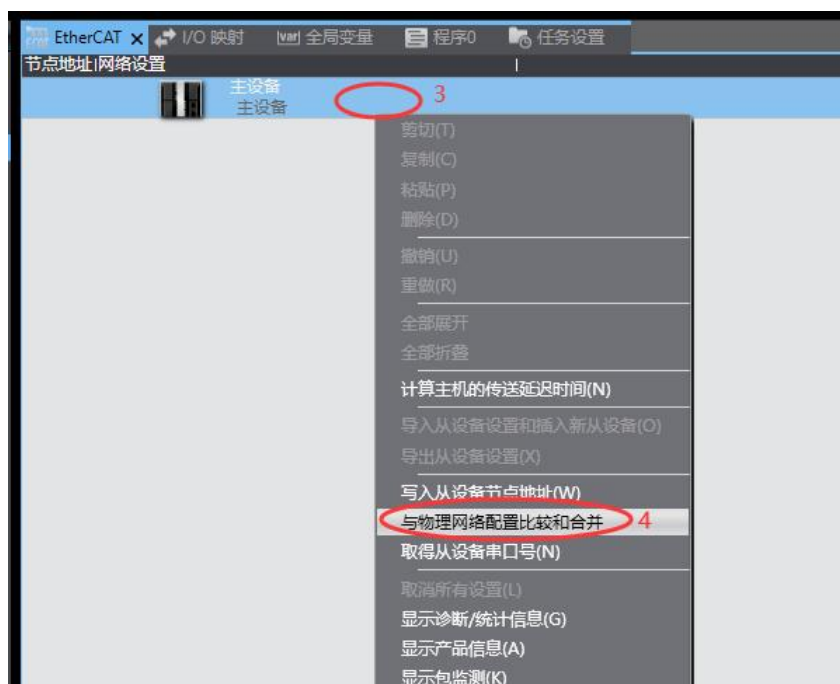 EtherCAT I/O 映射 var 全局变量 程序0 任务设置
节点地址|网络设置
主设备
主设备
3
剪切(T)
复制(C)
粘贴(P)
删除(D)
撤销(U)
重做(R)
全部展开
全部折叠
计算主机的传送延迟时间(N)
导入从设备设置和插入新从设备(O)
导出从设备设置(X)
写入从设备节点地址(W)
与物理网络配置比较和合并 4
取得从设备串口号(N)
取消所有设置(L)
显示诊断/统计信息(G)
显示产品信息(A)
显示包监测(K)